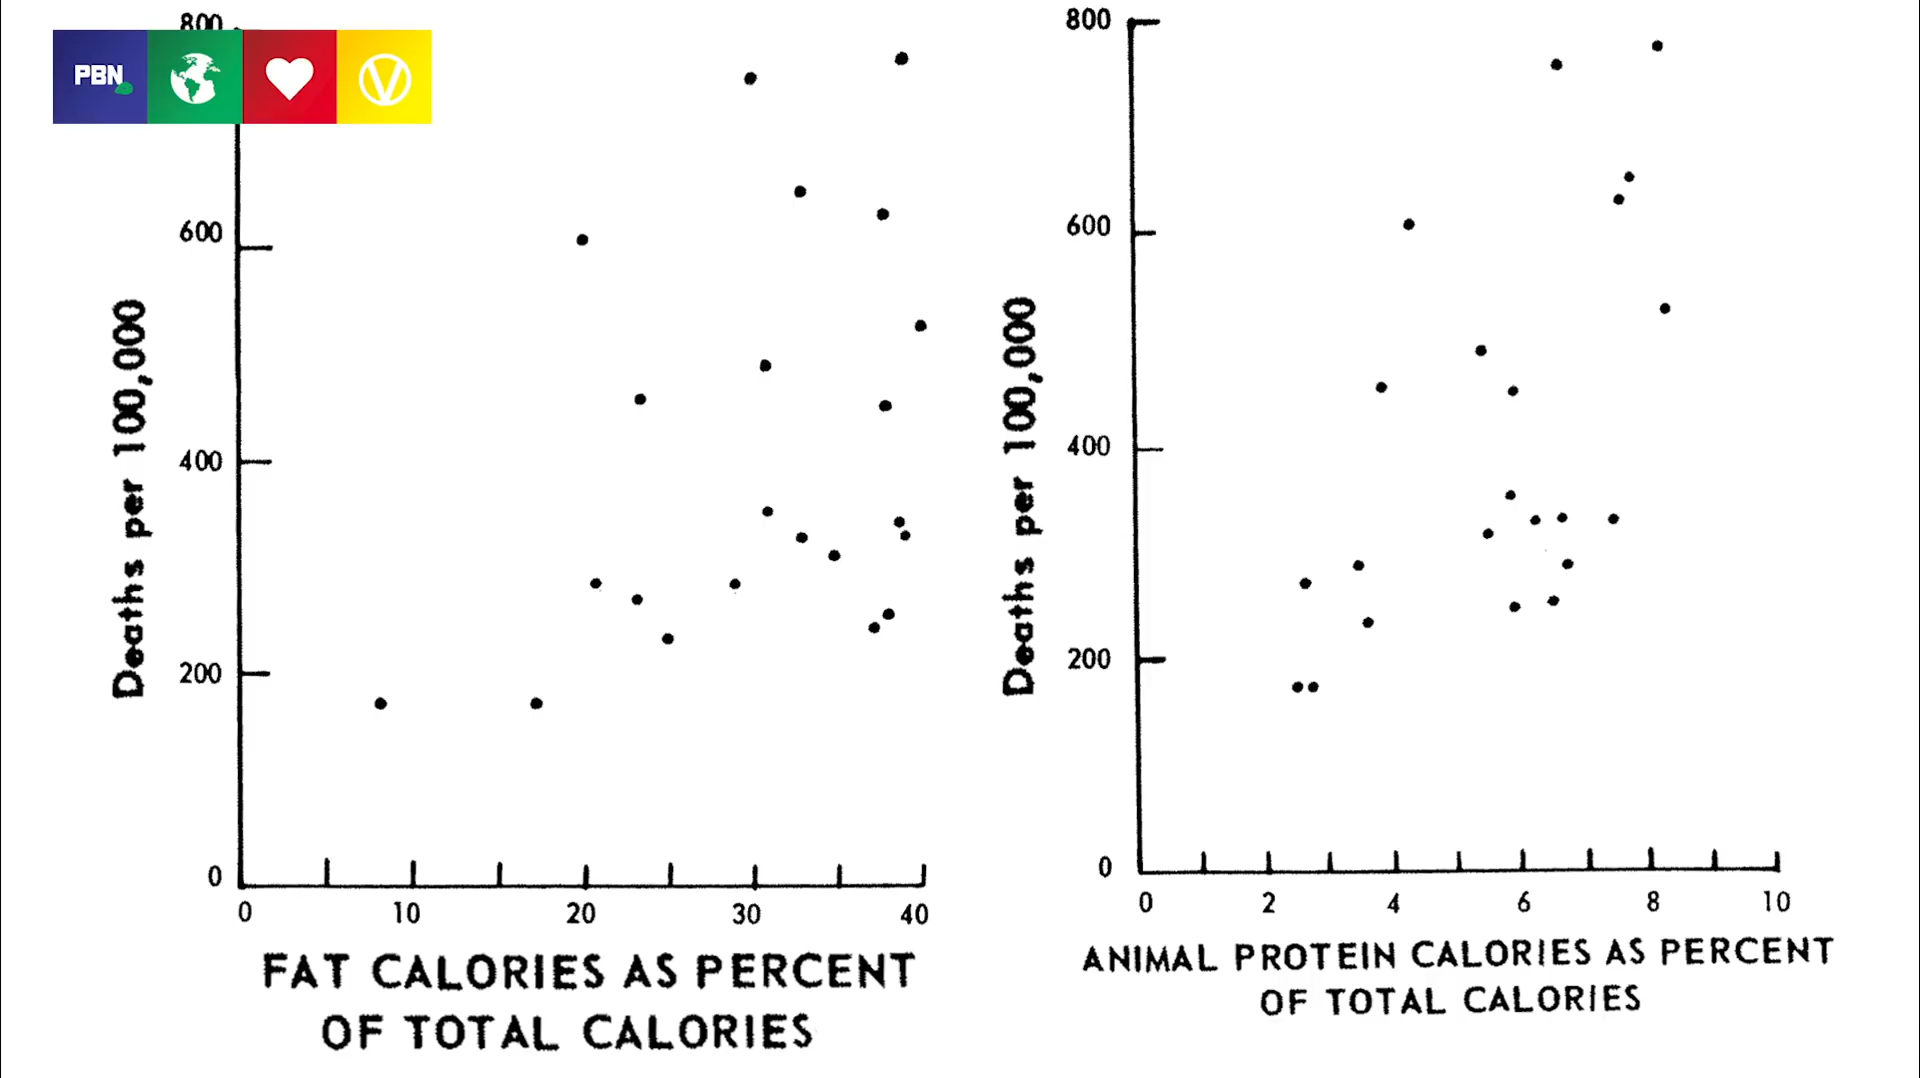 PBN
V
800
600
400
200
0
Deaths per 100,000
0 10 20 30 40
FAT CALORIES AS PERCENT
OF TOTAL CALORIES
800
600
400
200
0
Deaths per 100,000
0 2 4 6 8 10
ANIMAL PROTEIN CALORIES AS PERCENT
OF TOTAL CALORIES